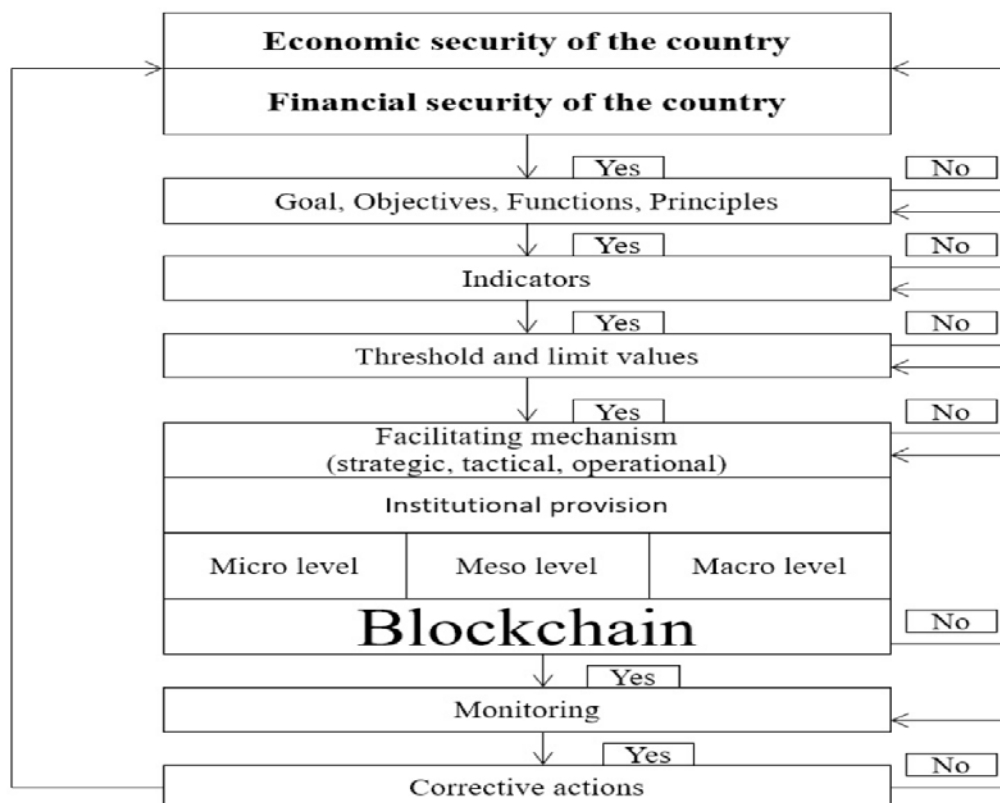 Economic security of the country
Financial security of the country
Yes
No
Goal, Objectives, Functions, Principles
Yes
No
Indicators
Yes
No
Threshold and limit values
Yes
No
Facilitating mechanism
(strategic, tactical, operational)
Institutional provision
Micro level
Meso level
Macro level
Blockchain
No
Yes
Monitoring
Yes
No
Corrective actions